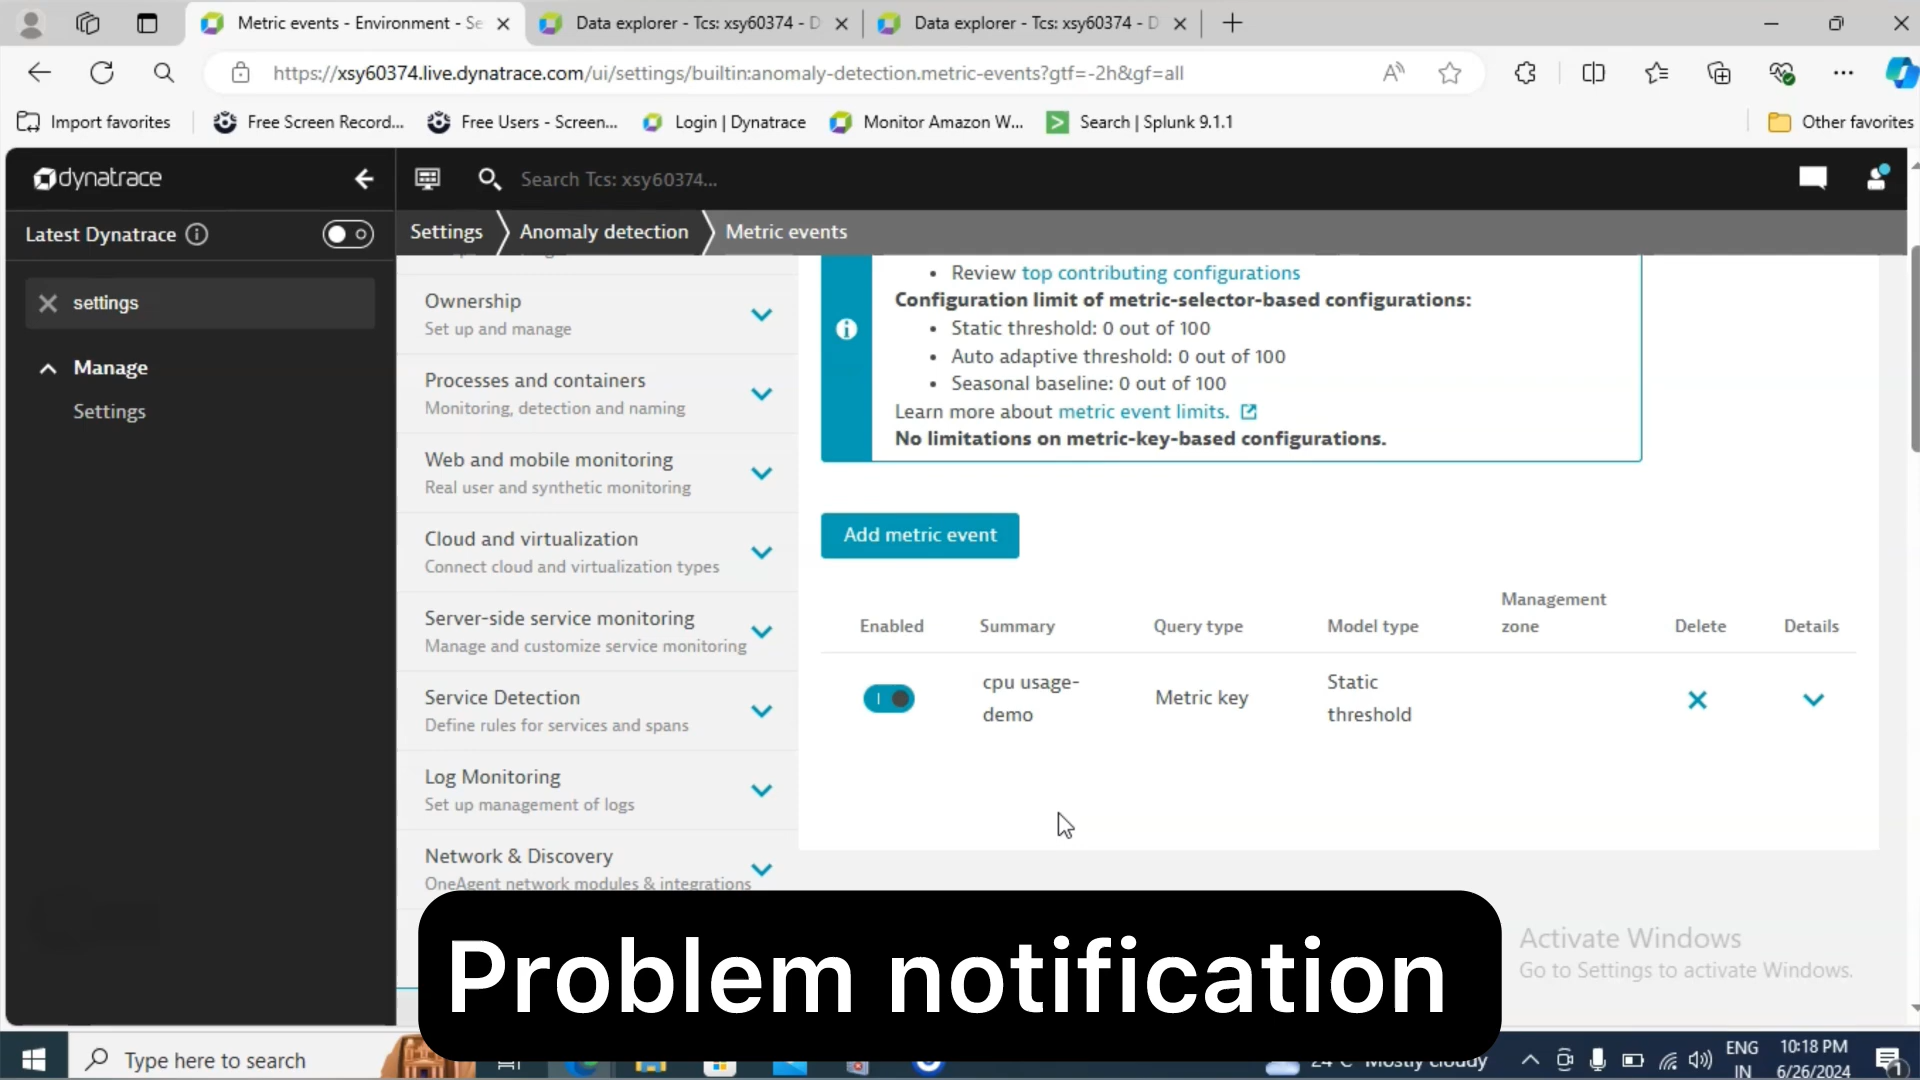 Metric events - Environment - Se
Data explorer - Tcs: xsy60374 - D
Data explorer - Tcs: xsy60374 - D
https://xsy60374.live.dynatrace.com/ui/settings/builtin:anomaly-detection.metric-events?gtf=-2h&gf=all
Import favorites
Free Screen Record...
Free Users - Screen...
Login | Dynatrace
Monitor Amazon W...
Search | Splunk 9.1.1
Other favorites
dynatrace
Search Tcs: xsy60374...
Latest Dynatrace
Settings
Anomaly detection
Metric events
settings
Manage
Settings
Ownership
Set up and manage
Processes and containers
Monitoring, detection and naming
Web and mobile monitoring
Real user and synthetic monitoring
Cloud and virtualization
Connect cloud and virtualization types
Server-side service monitoring
Manage and customize service monitoring
Service Detection
Define rules for services and spans
Log Monitoring
Set up management of logs
Network & Discovery
OneAgent network modules & integrations
• Review top contributing configurations
Configuration limit of metric-selector-based configurations:
• Static threshold: 0 out of 100
• Auto adaptive threshold: 0 out of 100
• Seasonal baseline: 0 out of 100
Learn more about metric event limits.
No limitations on metric-key-based configurations.
Add metric event
Enabled
Summary
Query type
Model type
Management
zone
Delete
Details
cpu usage-
demo
Metric key
Static
threshold
Problem notification
Activate Windows
Go to Settings to activate Windows.
Type here to search
24°C Mostly cloudy
ENG
IN
10:18 PM
6/26/2024
1